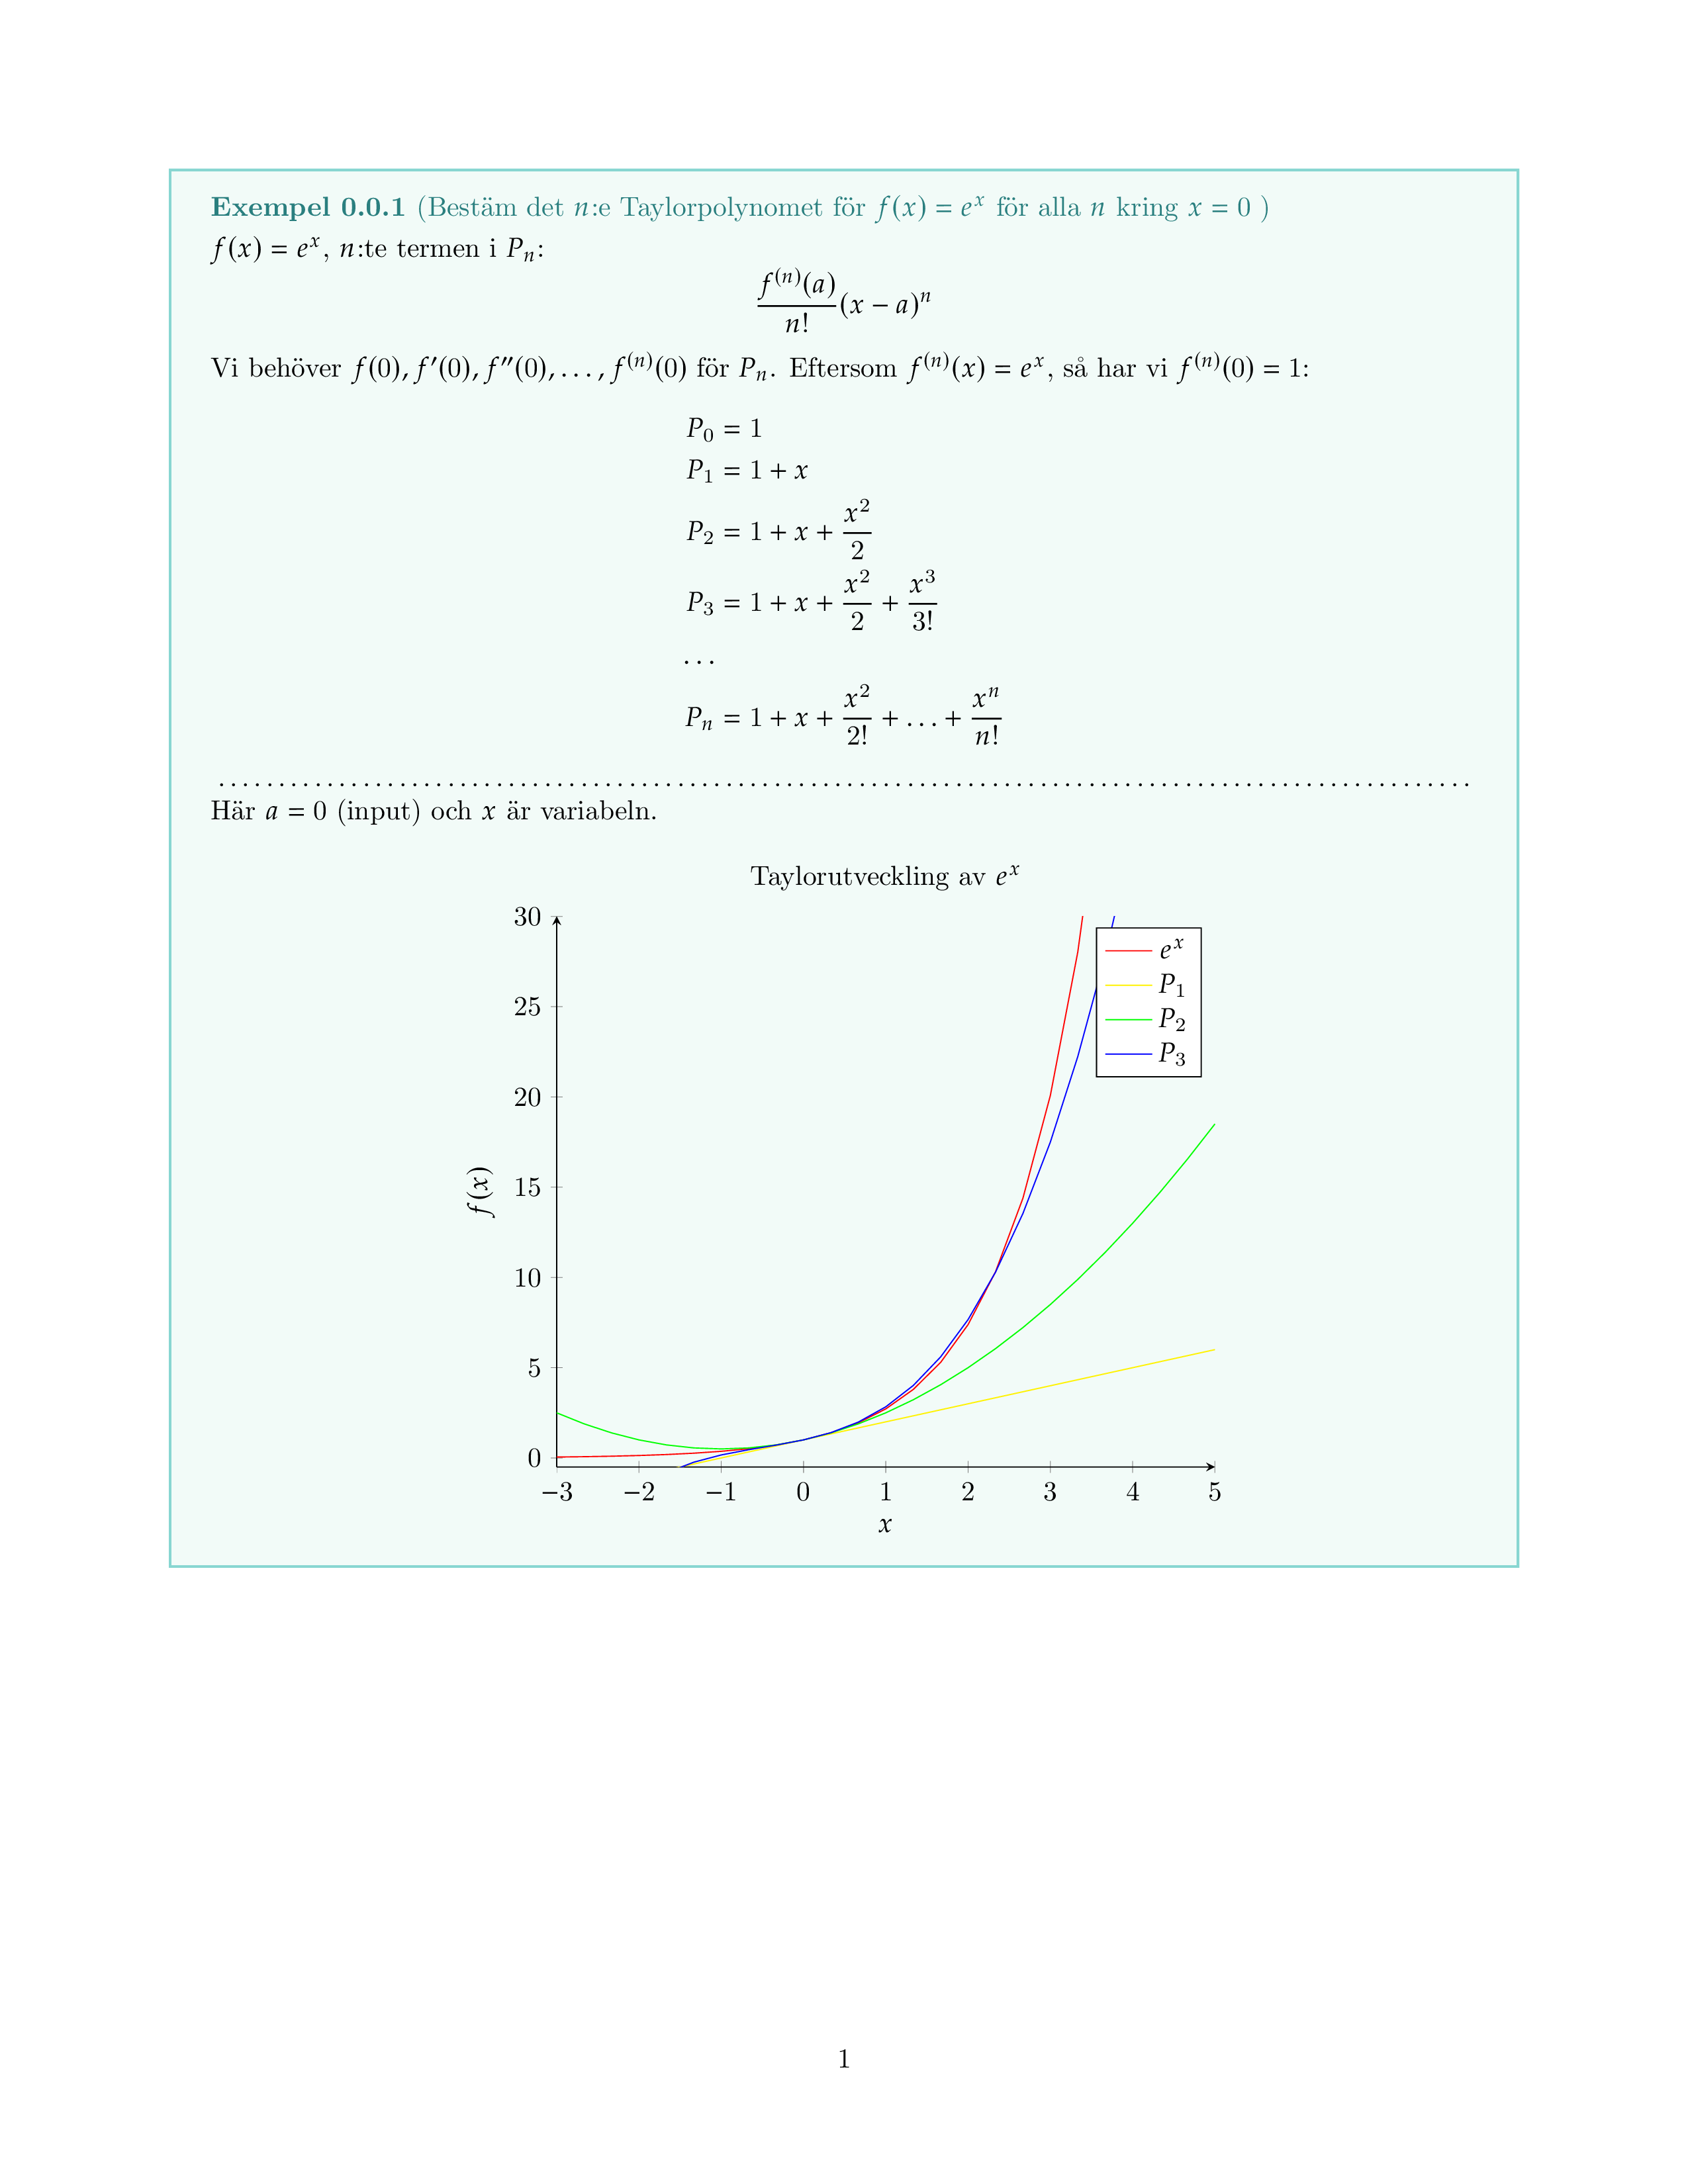 Exempel 0.0.1 (Bestäm det n:e Taylorpolynomet för f(x) = e^x för alla n kring x = 0 )
f(x) = e^x, n:te termen i P_n:
\frac{f^{(n)}(a)}{n!}(x − a)^n
Vi behöver f(0), f′(0), f″(0), . . . , f^{(n)}(0) för P_n. Eftersom f^{(n)}(x) = e^x, så har vi f^{(n)}(0) = 1:
P_0 = 1
P_1 = 1 + x
P_2 = 1 + x + \frac{x^2}{2}
P_3 = 1 + x + \frac{x^2}{2} + \frac{x^3}{3!}
. . .
P_n = 1 + x + \frac{x^2}{2!} + . . . + \frac{x^n}{n!}
Här a = 0 (input) och x är variabeln.
Taylorutveckling av e^x
30
25
20
15
10
5
0
f(x)
e^x
P_1
P_2
P_3
−3 −2 −1 0 1 2 3 4 5
x
1